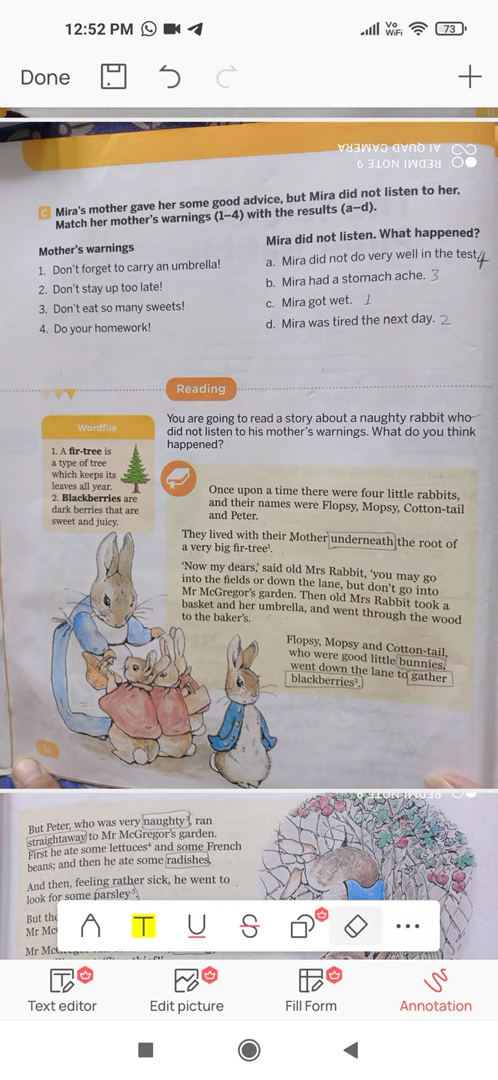 12:52 PM
Vo
WiFi
73
Done
REDMI NOTE 9
AI QUAD CAMERA
C Mira's mother gave her some good advice, but Mira did not listen to her.
Match her mother's warnings (1–4) with the results (a–d).
Mother's warnings
1. Don't forget to carry an umbrella!
2. Don't stay up too late!
3. Don't eat so many sweets!
4. Do your homework!
Mira did not listen. What happened?
a. Mira did not do very well in the test. 4
b. Mira had a stomach ache. 3
c. Mira got wet. 1
d. Mira was tired the next day. 2
Reading
Wordfile
1. A fir-tree is
a type of tree
which keeps its
leaves all year.
2. Blackberries are
dark berries that are
sweet and juicy.
You are going to read a story about a naughty rabbit who
did not listen to his mother's warnings. What do you think
happened?
Once upon a time there were four little rabbits,
and their names were Flopsy, Mopsy, Cotton-tail
and Peter.
They lived with their Mother underneath the root of
a very big fir-tree¹.
'Now my dears,' said old Mrs Rabbit, 'you may go
into the fields or down the lane, but don't go into
Mr McGregor's garden. Then old Mrs Rabbit took a
basket and her umbrella, and went through the wood
to the baker's.
Flopsy, Mopsy and Cotton-tail,
who were good little bunnies,
went down the lane to gather
blackberries².
12
REDMI NOTE 9
But Peter, who was very naughty³, ran
straightaway to Mr McGregor's garden.
First he ate some lettuces⁴ and some French
beans; and then he ate some radishes.
And then, feeling rather sick, he went to
look for some parsley⁵.
But the
Mr Mc
Mr Mc
T
U
S
Text editor
Edit picture
Fill Form
Annotation